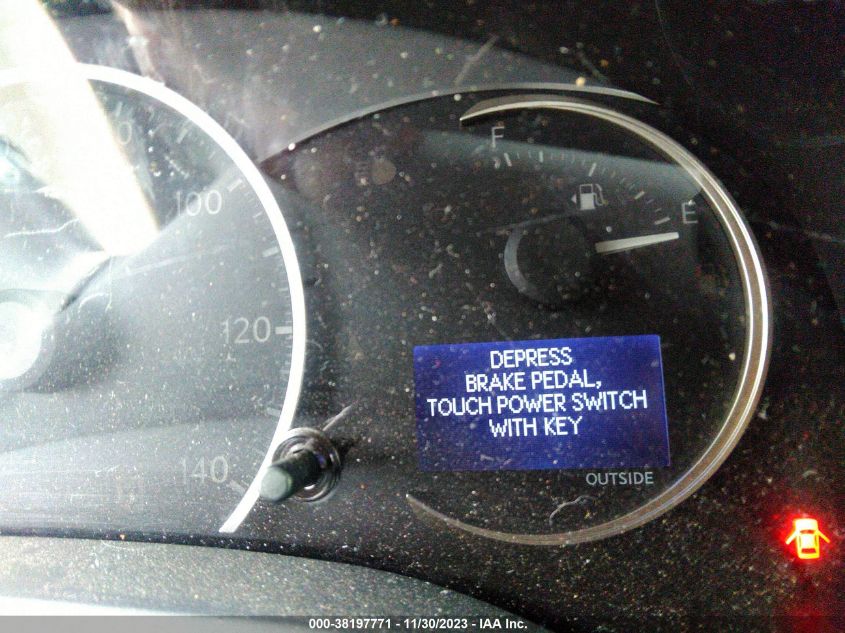 100
120
140
F
E
DEPRESS
BRAKE PEDAL,
TOUCH POWER SWITCH
WITH KEY
OUTSIDE
000-38197771 - 11/30/2023 - IAA Inc.